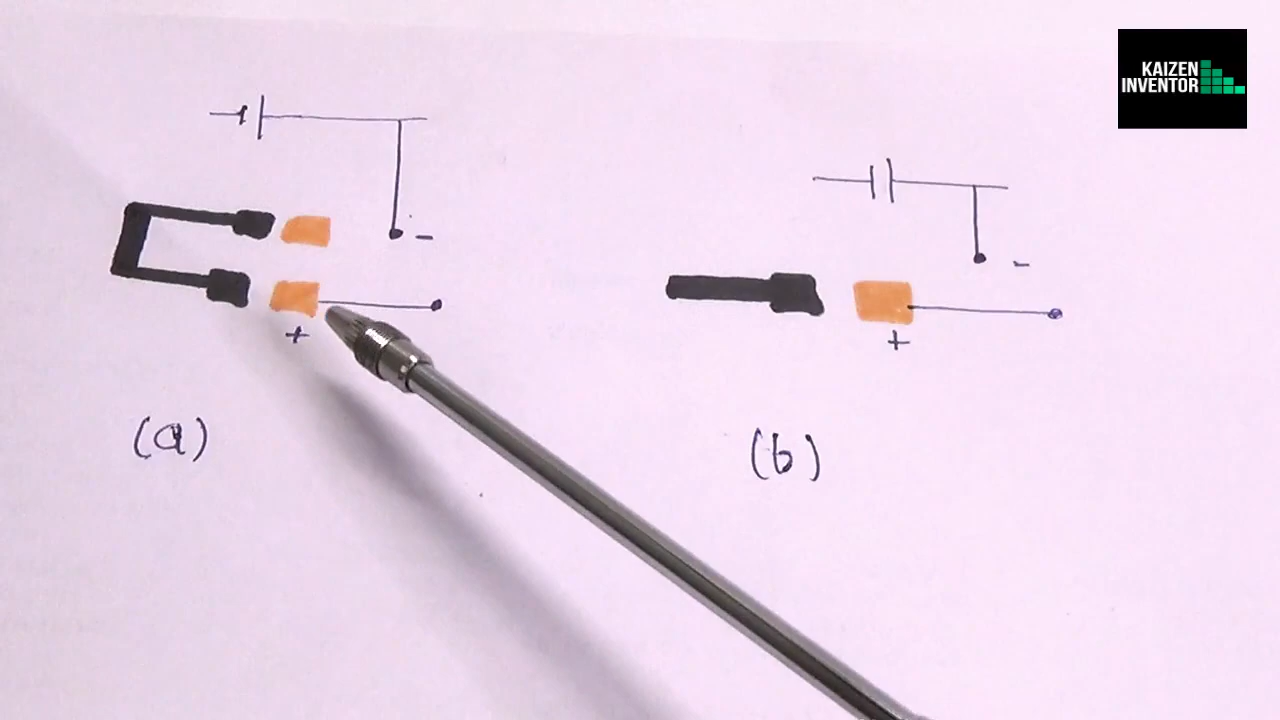 KAIZEN
INVENTOR
-
+
(a)
-
+
(b)